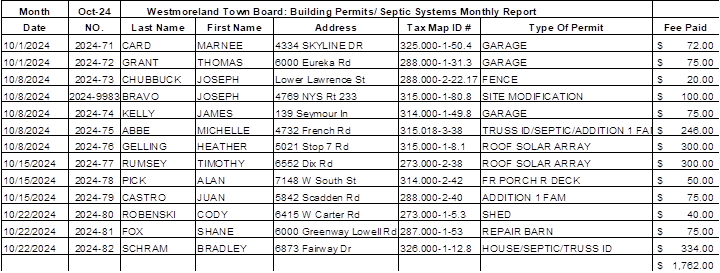 Month Oct-24 Westmoreland Town Board: Building Permits/ Septic Systems Monthly Report
Date NO. Last Name First Name Address Tax Map ID # Type Of Permit Fee Paid
10/1/2024 2024-71 CARD MARNEE 4334 SKYLINE DR 325.000-1-50.4 GARAGE $ 72.00
10/1/2024 2024-72 GRANT THOMAS 6000 Eureka Rd 288.000-1-31.3 GARAGE $ 75.00
10/8/2024 2024-73 CHUBBUCK JOSEPH Lower Lawrence St 288.000-2-22.17 FENCE $ 20.00
10/8/2024 2024-9983 BRAVO JOSEPH 4769 NYS Rt 233 315.000-1-80.8 SITE MODIFICATION $ 100.00
10/8/2024 2024-74 KELLY JAMES 139 Seymour ln 314.000-1-49.8 GARAGE $ 75.00
10/8/2024 2024-75 ABBE MICHELLE 4732 French Rd 315.018-3-38 TRUSS ID/SEPTIC/ADDITION 1 FAI $ 246.00
10/8/2024 2024-76 GELLING HEATHER 5021 Stop 7 Rd 315.000-1-8.1 ROOF SOLAR ARRAY $ 300.00
10/15/2024 2024-77 RUMSEY TIMOTHY 6552 Dix Rd 273.000-2-38 ROOF SOLAR ARRAY $ 300.00
10/15/2024 2024-78 PICK ALAN 7148 W South St 314.000-2-42 FR PORCH R DECK $ 50.00
10/15/2024 2024-79 CASTRO JUAN 5842 Scadden Rd 288.000-2-40 ADDITION 1 FAM $ 75.00
10/22/2024 2024-80 ROBENSKI CODY 6415 W Carter Rd 273.000-1-5.3 SHED $ 40.00
10/22/2024 2024-81 FOX SHANE 6000 Greenway Lowell Rd 287.000-1-53 REPAIR BARN $ 75.00
10/22/2024 2024-82 SCHRAM BRADLEY 6873 Fairway Dr 326.000-1-12.8 HOUSE/SEPTIC/TRUSS ID $ 334.00
$ 1,762.00